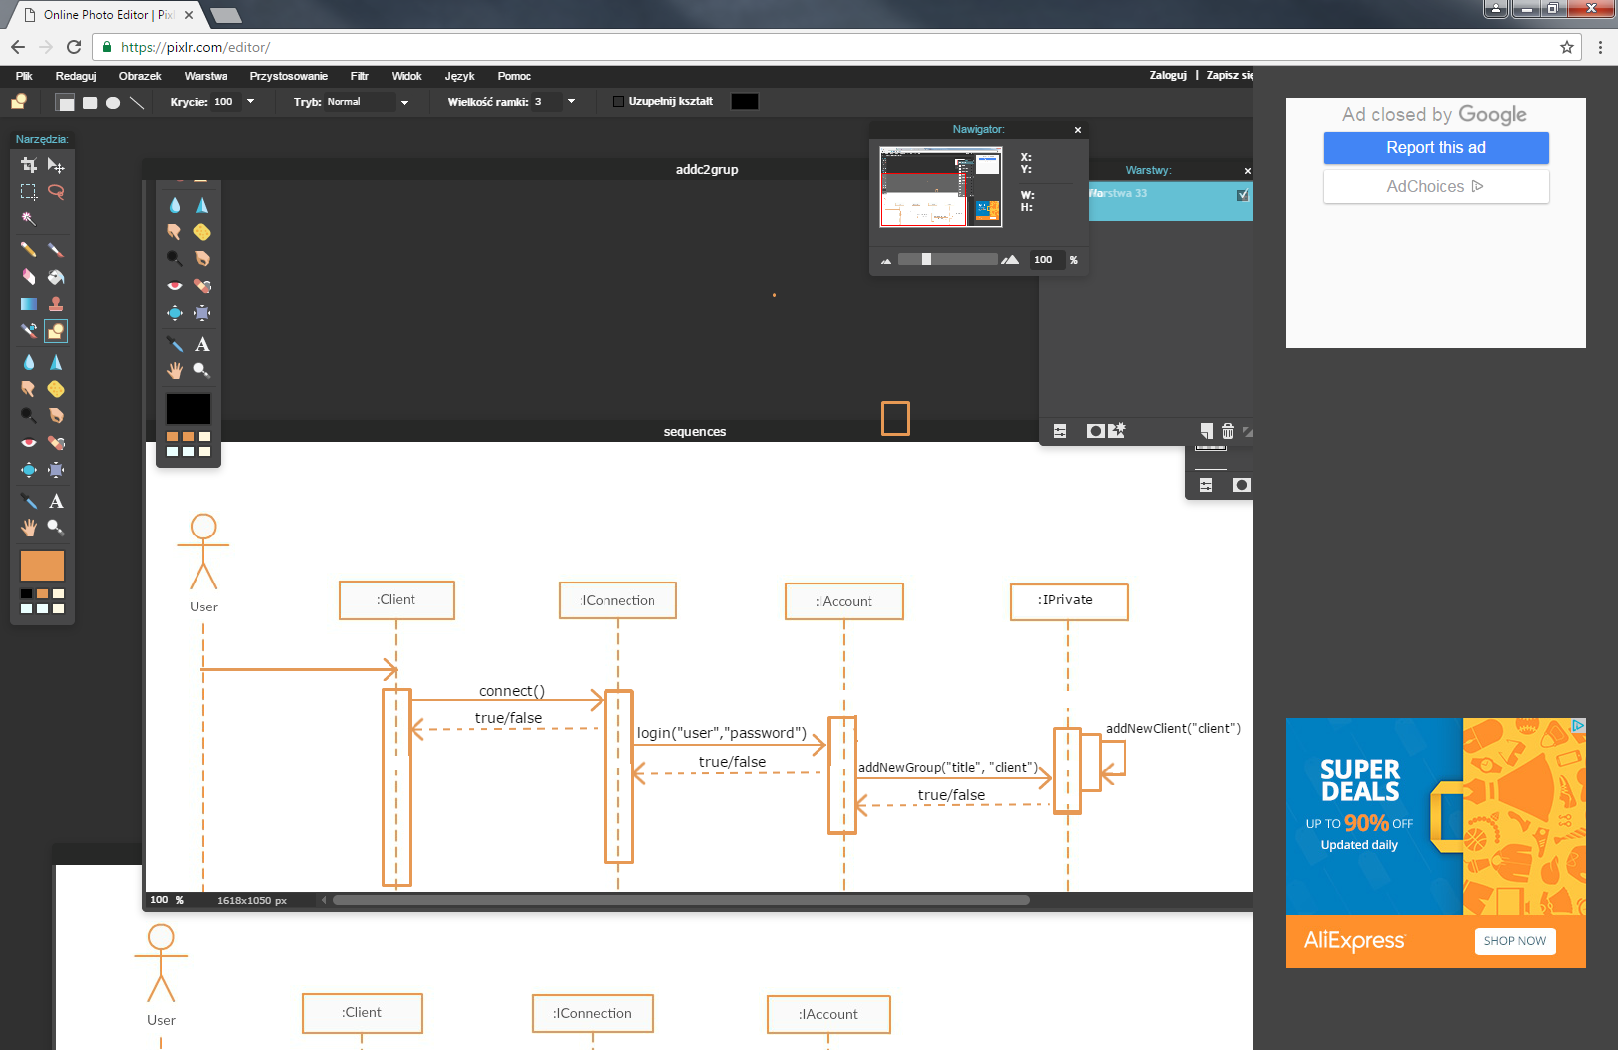 Online Photo Editor | Pix
https://pixlr.com/editor/
Plik Redaguj Obrazek Warstwa Przystosowanie Filtr Widok Język Pomoc
Zaloguj | Zapisz się
Krycie: 100 Tryb: Normal Wielkość ramki: 3 Uzupełnij kształt
Narzędzia:
Nawigator:
X:
Y:
W:
H:
100 %
addc2grup
Warstwy:
Warstwa 33
Ad closed by Google
Report this ad
AdChoices
A
sequences
A
User
:Client
:IConnection
:IAccount
:IPrivate
connect()
true/false
login("user","password")
true/false
addNewGroup("title", "client")
true/false
addNewClient("client")
100 % 1618x1050 px
User
:Client
:IConnection
:IAccount
SUPER
DEALS
UP TO 90% OFF
Updated daily
AliExpress
SHOP NOW